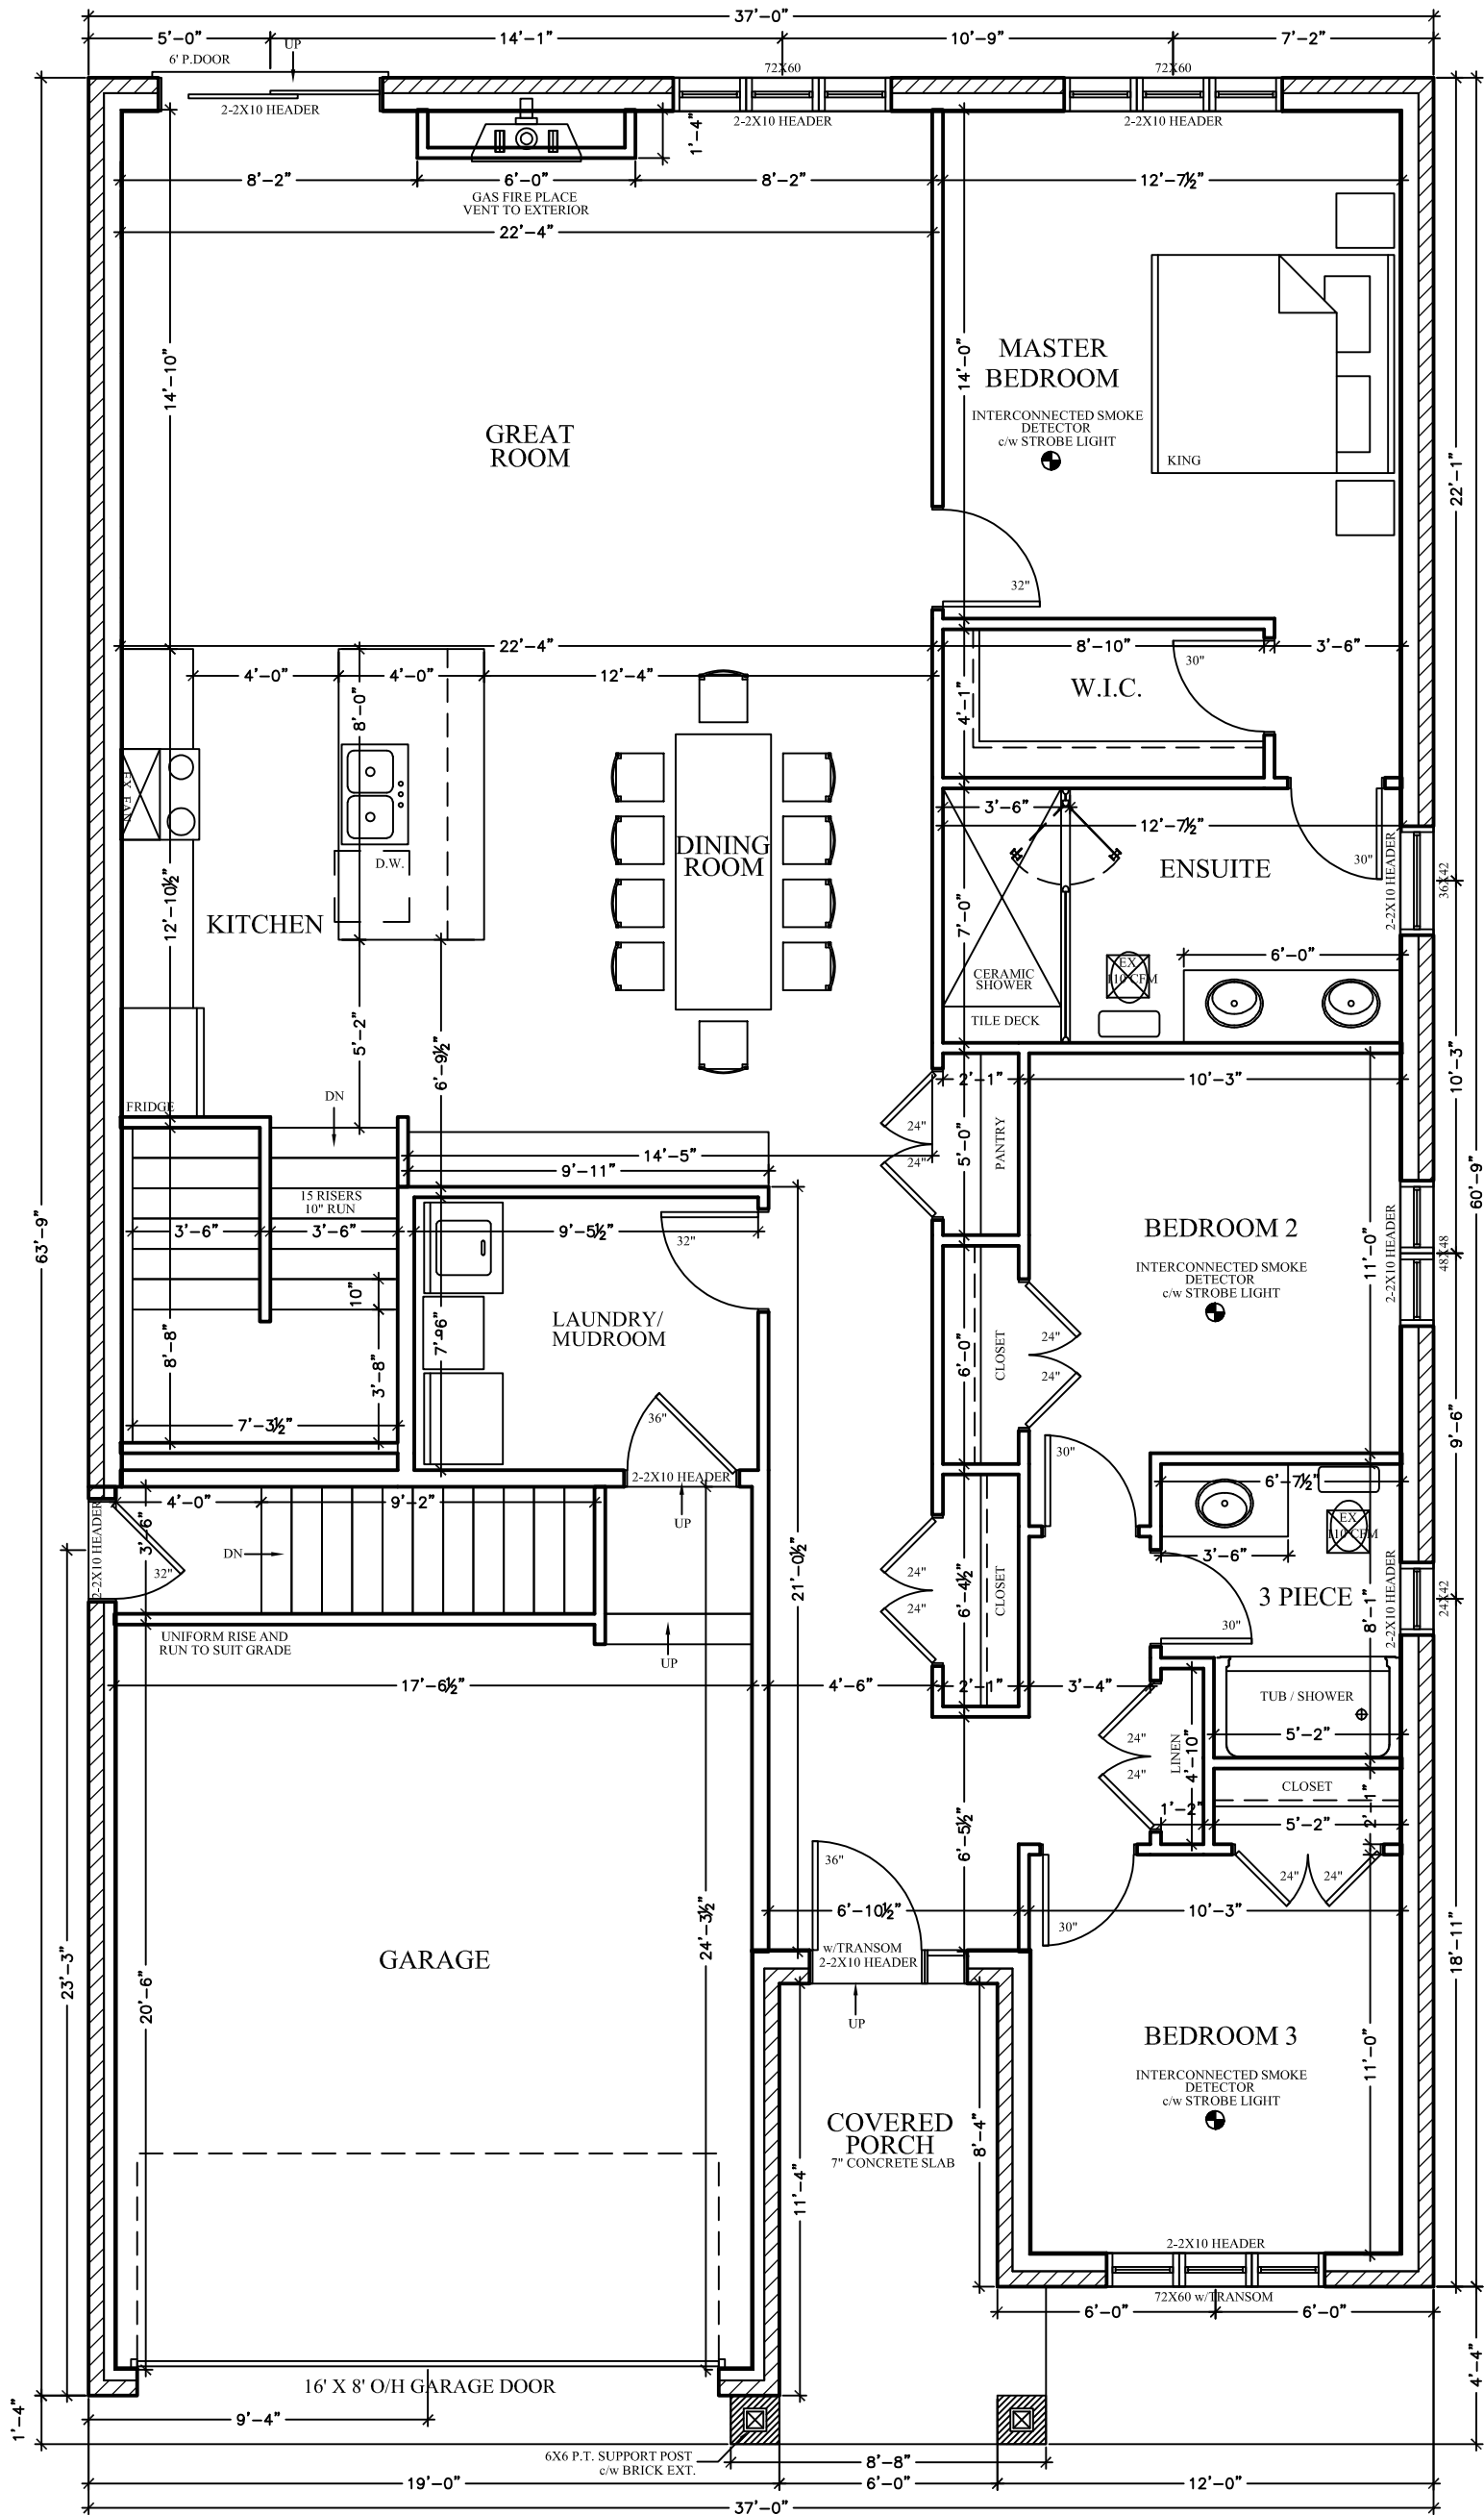 37'-0"
5'-0"
14'-1"
10'-9"
7'-2"
UP
6' P.DOOR
72X60
72X60
2-2X10 HEADER
2-2X10 HEADER
2-2X10 HEADER
1'-4"
8'-2"
6'-0"
8'-2"
12'-7½"
GAS FIRE PLACE
VENT TO EXTERIOR
22'-4"
14'-10"
14'-0"
MASTER
BEDROOM
INTERCONNECTED SMOKE
DETECTOR
c/w STROBE LIGHT
KING
GREAT
ROOM
22'-1"
32"
22'-4"
8'-10"
3'-6"
30"
4'-0"
4'-0"
12'-4"
W.I.C.
8'-0"
4'-1"
EX. FAN
3'-6"
12'-7½"
D.W.
DINING
ROOM
ENSUITE
30"
2-2X10 HEADER
36X42
12'-10½"
KITCHEN
7'-0"
6'-0"
CERAMIC
SHOWER
EX
110 CFM
TILE DECK
5'-2"
6'-9½"
10'-3"
2'-1"
10'-3"
FRIDGE
DN
24"
24"
5'-0"
PANTRY
14'-5"
9'-11"
15 RISERS
10" RUN
3'-6"
3'-6"
9'-5½"
32"
60'-9"
63'-9"
BEDROOM 2
INTERCONNECTED SMOKE
DETECTOR
c/w STROBE LIGHT
11'-0"
2-2X10 HEADER
48X48
10"
LAUNDRY/
MUDROOM
7'-6"
8'-8"
3'-8"
6'-0"
CLOSET
24"
24"
7'-3½"
36"
9'-6"
30"
6'-7½"
2-2X10 HEADER
UP
4'-0"
9'-2"
3'-6"
2-2X10 HEADER
DN
32"
EX
110 CFM
3'-6"
21'-0½"
24"
24"
6'-4½"
CLOSET
3 PIECE
30"
8'-1"
2-2X10 HEADER
24X42
UNIFORM RISE AND
RUN TO SUIT GRADE
UP
17'-6½"
4'-6"
2'-1"
3'-4"
TUB / SHOWER
5'-2"
24"
24"
LINEN
4'-10"
CLOSET
1'-2"
5'-2"
2'-1"
6'-5½"
36"
24"
24"
6'-10½"
10'-3"
30"
24'-3½"
w/TRANSOM
2-2X10 HEADER
UP
18'-11"
GARAGE
23'-3"
20'-6"
BEDROOM 3
INTERCONNECTED SMOKE
DETECTOR
c/w STROBE LIGHT
11'-0"
COVERED
PORCH
7" CONCRETE SLAB
8'-4"
11'-4"
2-2X10 HEADER
72X60 w/TRANSOM
6'-0"
6'-0"
16' X 8' O/H GARAGE DOOR
4'-4"
1'-4"
9'-4"
6X6 P.T. SUPPORT POST
c/w BRICK EXT.
8'-8"
19'-0"
6'-0"
12'-0"
37'-0"